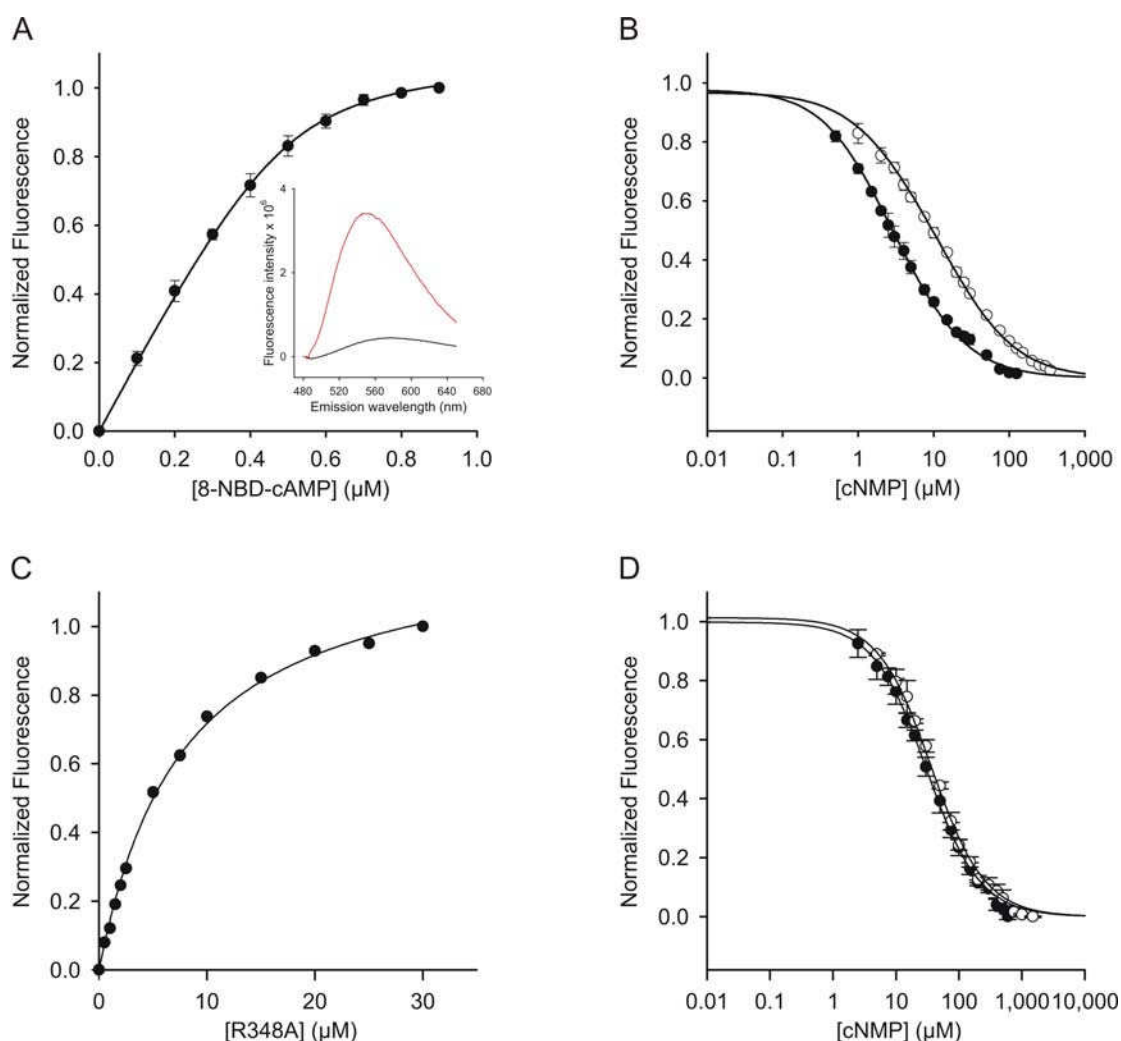 A
Normalized Fluorescence
1.0
0.8
0.6
0.4
0.2
0.0
0.0 0.2 0.4 0.6 0.8 1.0
[8-NBD-cAMP] (µM)
Fluorescence intensity x 10⁶
4
2
0
480 520 560 600 640 680
Emission wavelength (nm)
B
Normalized Fluorescence
1.0
0.8
0.6
0.4
0.2
0.0
0.01 0.1 1 10 100 1,000
[cNMP] (µM)
C
Normalized Fluorescence
1.0
0.8
0.6
0.4
0.2
0.0
0 10 20 30
[R348A] (µM)
D
Normalized Fluorescence
1.0
0.8
0.6
0.4
0.2
0.0
0.01 0.1 1 10 100 1,000 10,000
[cNMP] (µM)